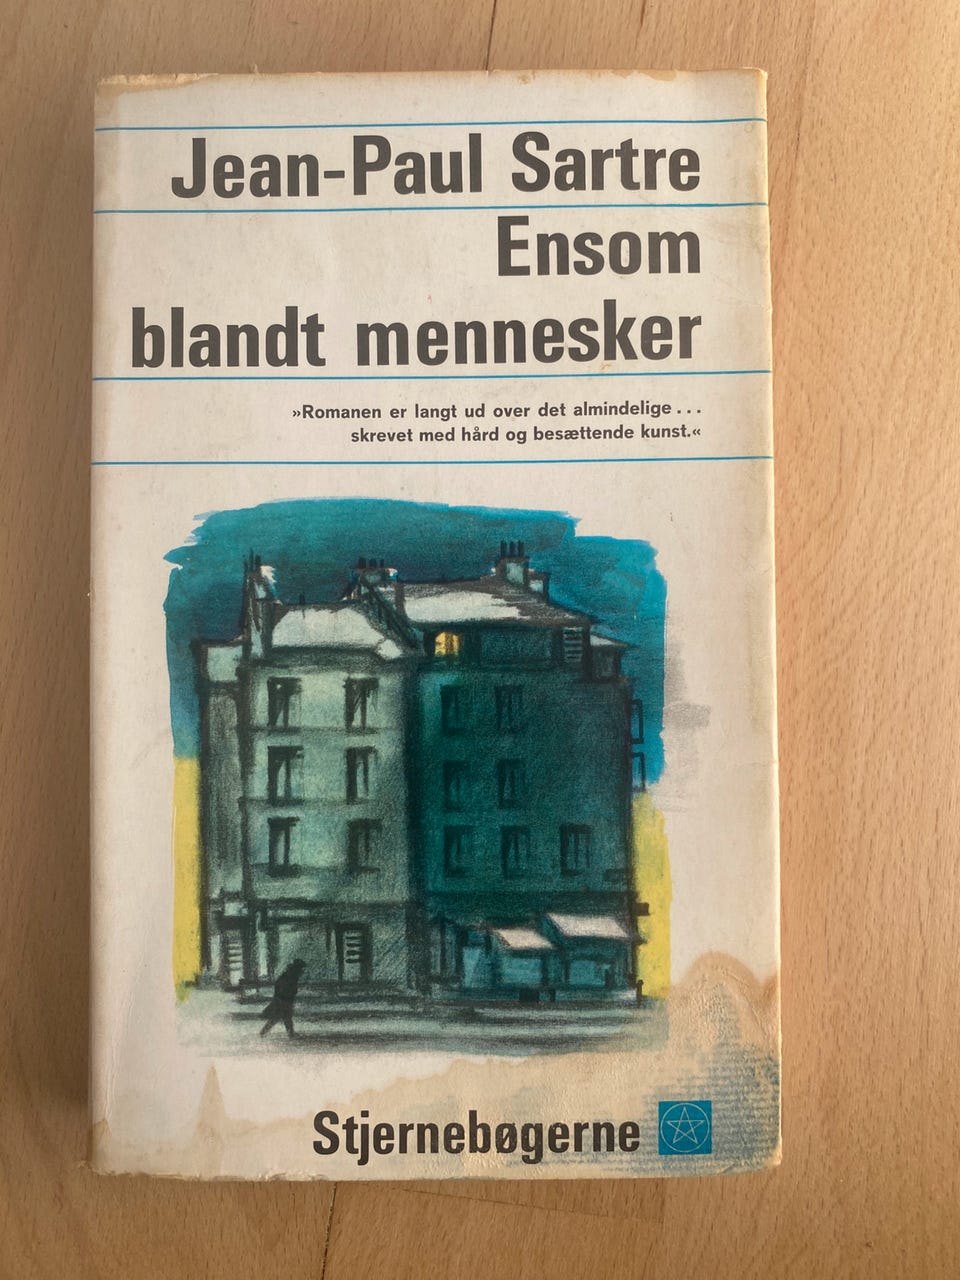 Jean-Paul Sartre
Ensom
blandt mennesker
»Romanen er langt ud over det almindelige . . .
skrevet med hård og besættende kunst.«
Stjernebøgerne